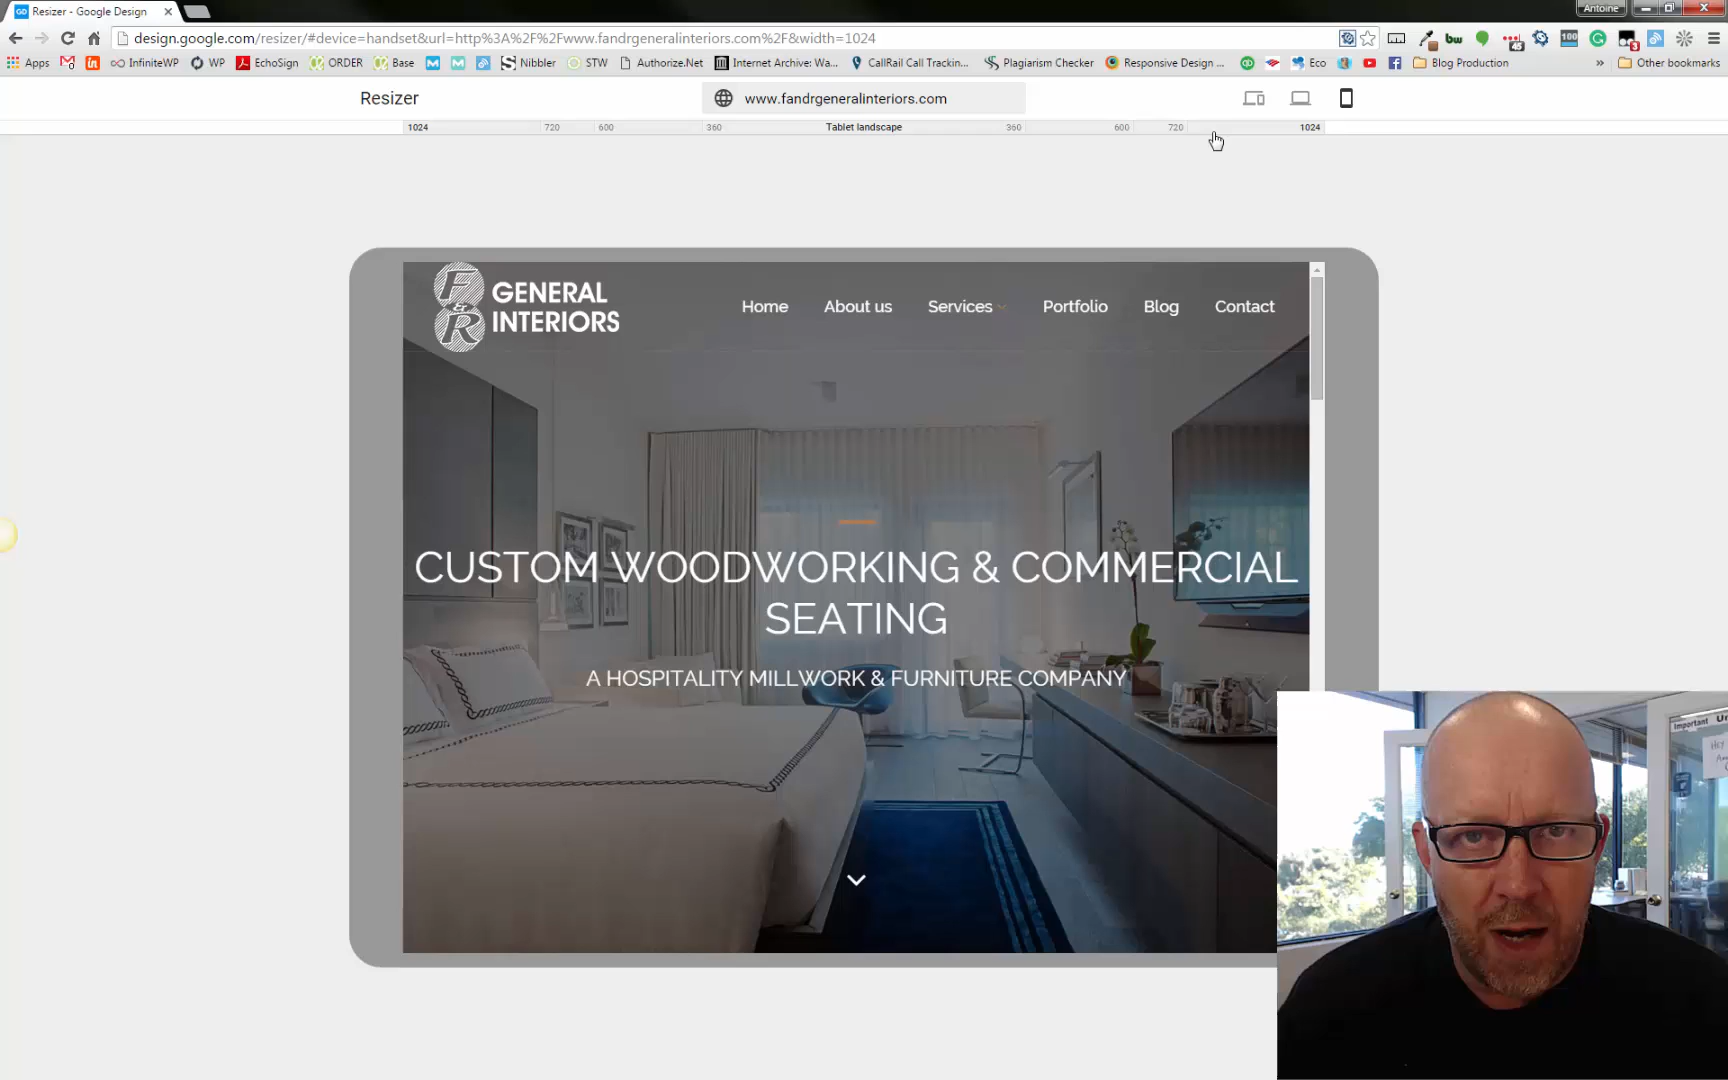 Resizer - Google Design
Antoine
design.google.com/resizer/#device=handset&url=http%3A%2F%2Fwww.fandrgeneralinteriors.com%2F&width=1024
Apps InfiniteWP WP EchoSign ORDER Base Nibbler STW Authorize.Net Internet Archive: Wa... CallRail Call Trackin... Plagiarism Checker Responsive Design ... Eco Blog Production » Other bookmarks
Resizer www.fandrgeneralinteriors.com
1024 720 600 360 Tablet landscape 360 600 720 1024
F & R GENERAL INTERIORS
Home About us Services Portfolio Blog Contact
CUSTOM WOODWORKING & COMMERCIAL
SEATING
A HOSPITALITY MILLWORK & FURNITURE COMPANY
Important